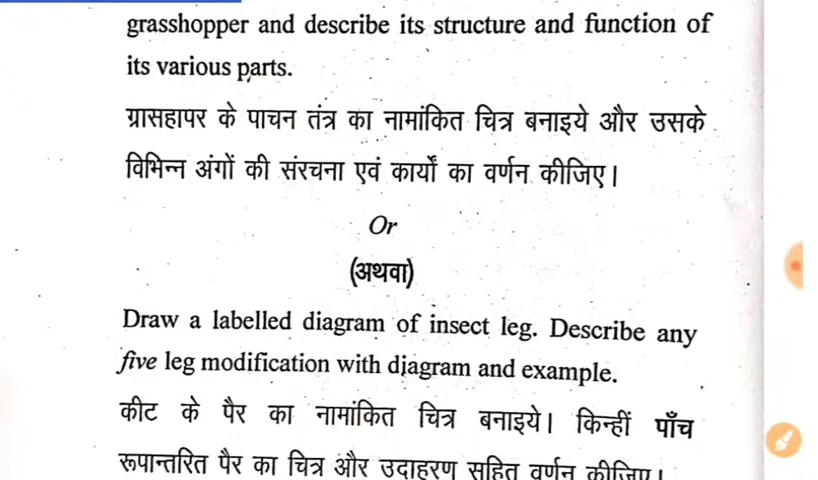 grasshopper and describe its structure and function of
its various parts.
ग्रासहापर के पाचन तंत्र का नामांकित चित्र बनाइये और उसके
विभिन्न अंगों की संरचना एवं कार्यों का वर्णन कीजिए।
Or
(अथवा)
Draw a labelled diagram of insect leg. Describe any
five leg modification with diagram and example.
कीट के पैर का नामांकित चित्र बनाइये। किन्हीं पाँच
रूपान्तरित पैर का चित्र और उदाहरण सहित वर्णन कीजिए।